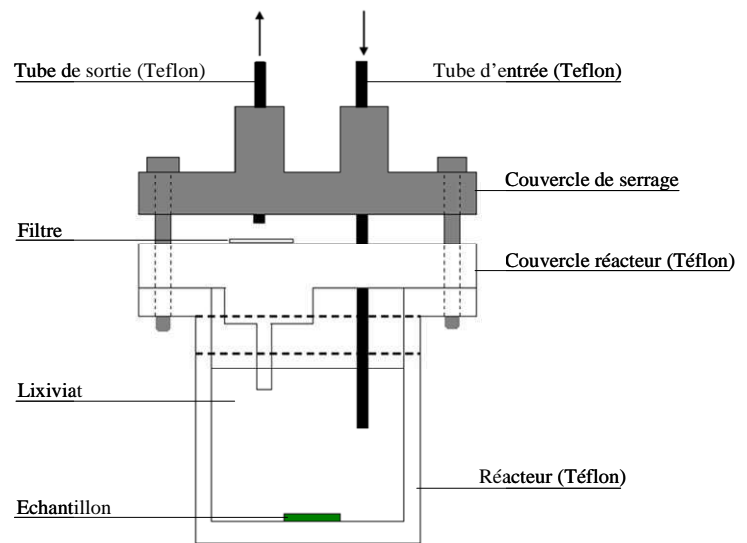 Tube de sortie (Teflon)
Tube d'entrée (Teflon)
Couvercle de serrage
Filtre
Couvercle réacteur (Téflon)
Lixiviat
Réacteur (Téflon)
Echantillon